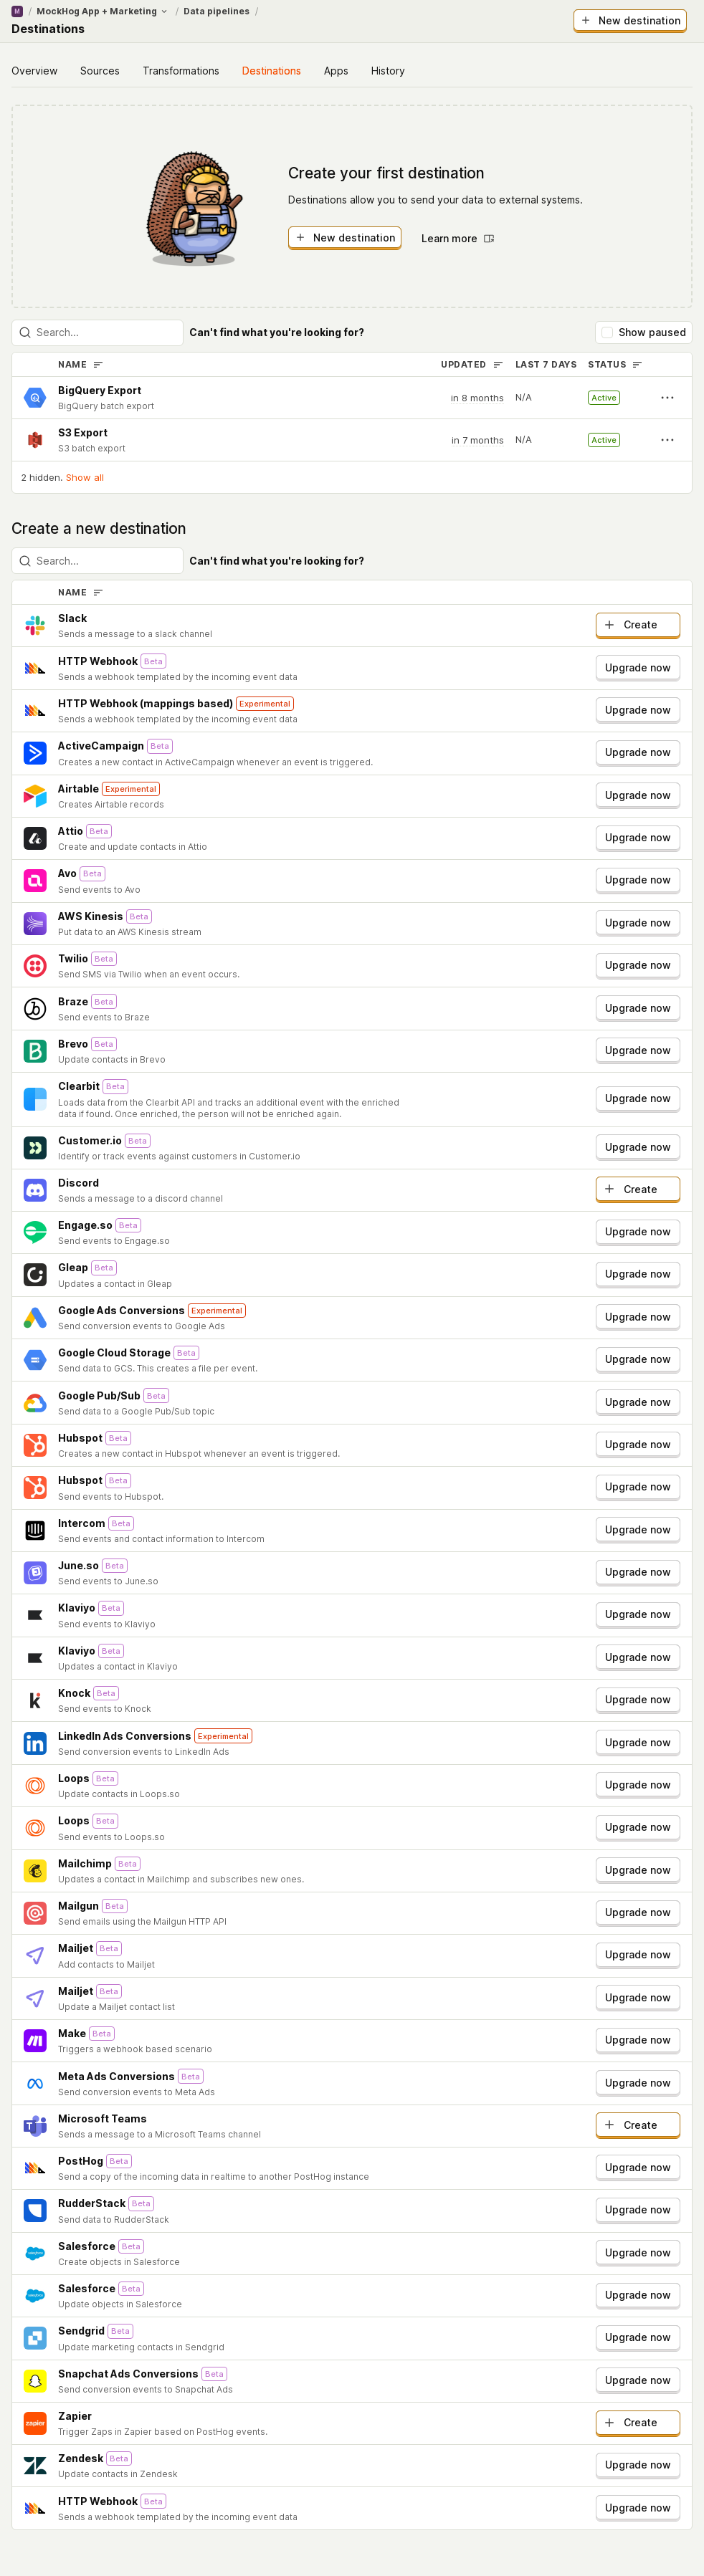 M / MockHog App + Marketing / Data pipelines /
Destinations
New destination
Overview Sources Transformations Destinations Apps History
Create your first destination
Destinations allow you to send your data to external systems.
New destination Learn more
Search... Can't find what you're looking for? Show paused
NAME UPDATED LAST 7 DAYS STATUS
BigQuery Export
BigQuery batch export
in 8 months N/A Active
S3 Export
S3 batch export
in 7 months N/A Active
2 hidden. Show all
Create a new destination
Search... Can't find what you're looking for?
NAME
Slack
Sends a message to a slack channel
Create
HTTP Webhook Beta
Sends a webhook templated by the incoming event data
Upgrade now
HTTP Webhook (mappings based) Experimental
Sends a webhook templated by the incoming event data
Upgrade now
ActiveCampaign Beta
Creates a new contact in ActiveCampaign whenever an event is triggered.
Upgrade now
Airtable Experimental
Creates Airtable records
Upgrade now
Attio Beta
Create and update contacts in Attio
Upgrade now
Avo Beta
Send events to Avo
Upgrade now
AWS Kinesis Beta
Put data to an AWS Kinesis stream
Upgrade now
Twilio Beta
Send SMS via Twilio when an event occurs.
Upgrade now
Braze Beta
Send events to Braze
Upgrade now
Brevo Beta
Update contacts in Brevo
Upgrade now
Clearbit Beta
Loads data from the Clearbit API and tracks an additional event with the enriched
data if found. Once enriched, the person will not be enriched again.
Upgrade now
Customer.io Beta
Identify or track events against customers in Customer.io
Upgrade now
Discord
Sends a message to a discord channel
Create
Engage.so Beta
Send events to Engage.so
Upgrade now
Gleap Beta
Updates a contact in Gleap
Upgrade now
Google Ads Conversions Experimental
Send conversion events to Google Ads
Upgrade now
Google Cloud Storage Beta
Send data to GCS. This creates a file per event.
Upgrade now
Google Pub/Sub Beta
Send data to a Google Pub/Sub topic
Upgrade now
Hubspot Beta
Creates a new contact in Hubspot whenever an event is triggered.
Upgrade now
Hubspot Beta
Send events to Hubspot.
Upgrade now
Intercom Beta
Send events and contact information to Intercom
Upgrade now
June.so Beta
Send events to June.so
Upgrade now
Klaviyo Beta
Send events to Klaviyo
Upgrade now
Klaviyo Beta
Updates a contact in Klaviyo
Upgrade now
Knock Beta
Send events to Knock
Upgrade now
LinkedIn Ads Conversions Experimental
Send conversion events to LinkedIn Ads
Upgrade now
Loops Beta
Update contacts in Loops.so
Upgrade now
Loops Beta
Send events to Loops.so
Upgrade now
Mailchimp Beta
Updates a contact in Mailchimp and subscribes new ones.
Upgrade now
Mailgun Beta
Send emails using the Mailgun HTTP API
Upgrade now
Mailjet Beta
Add contacts to Mailjet
Upgrade now
Mailjet Beta
Update a Mailjet contact list
Upgrade now
Make Beta
Triggers a webhook based scenario
Upgrade now
Meta Ads Conversions Beta
Send conversion events to Meta Ads
Upgrade now
Microsoft Teams
Sends a message to a Microsoft Teams channel
Create
PostHog Beta
Send a copy of the incoming data in realtime to another PostHog instance
Upgrade now
RudderStack Beta
Send data to RudderStack
Upgrade now
Salesforce Beta
Create objects in Salesforce
Upgrade now
Salesforce Beta
Update objects in Salesforce
Upgrade now
Sendgrid Beta
Update marketing contacts in Sendgrid
Upgrade now
Snapchat Ads Conversions Beta
Send conversion events to Snapchat Ads
Upgrade now
zapier
Zapier
Trigger Zaps in Zapier based on PostHog events.
Create
Zendesk Beta
Update contacts in Zendesk
Upgrade now
HTTP Webhook Beta
Sends a webhook templated by the incoming event data
Upgrade now